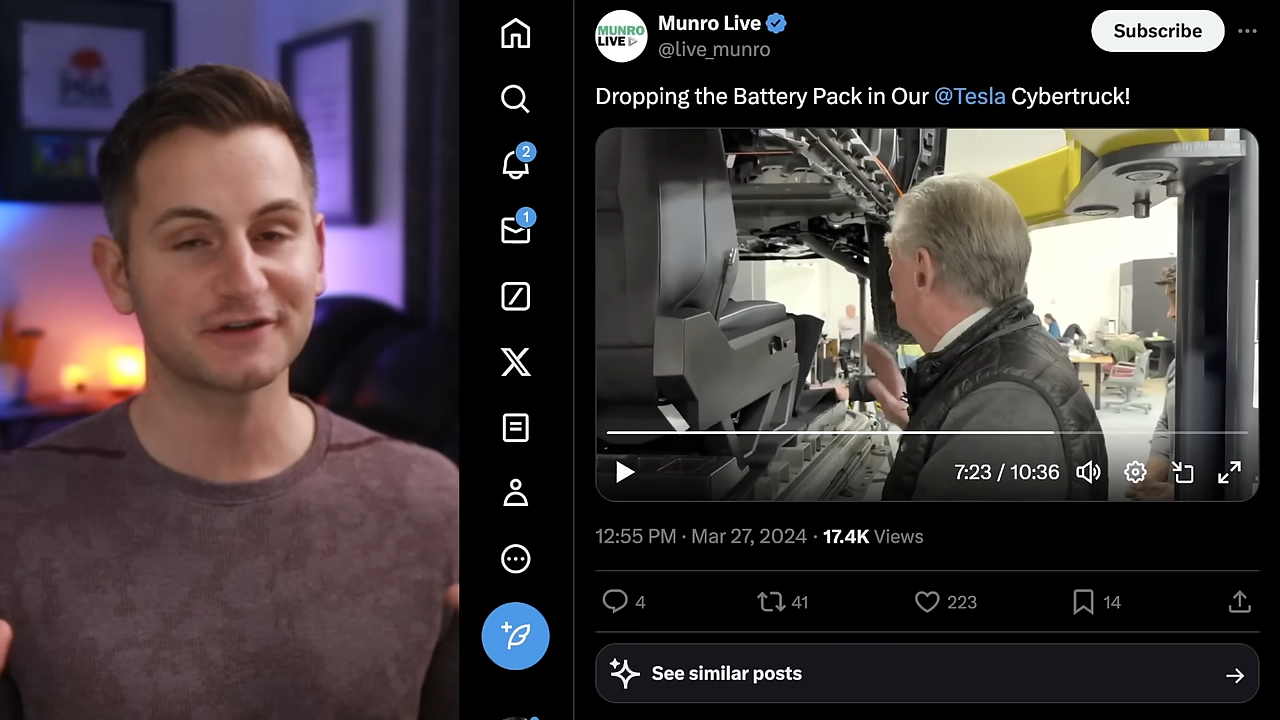 MUNRO
LIVE
Munro Live
@live_munro
Subscribe
Dropping the Battery Pack in Our @Tesla Cybertruck!
2
1
7:23 / 10:36
12:55 PM · Mar 27, 2024 · 17.4K Views
4
41
223
14
See similar posts